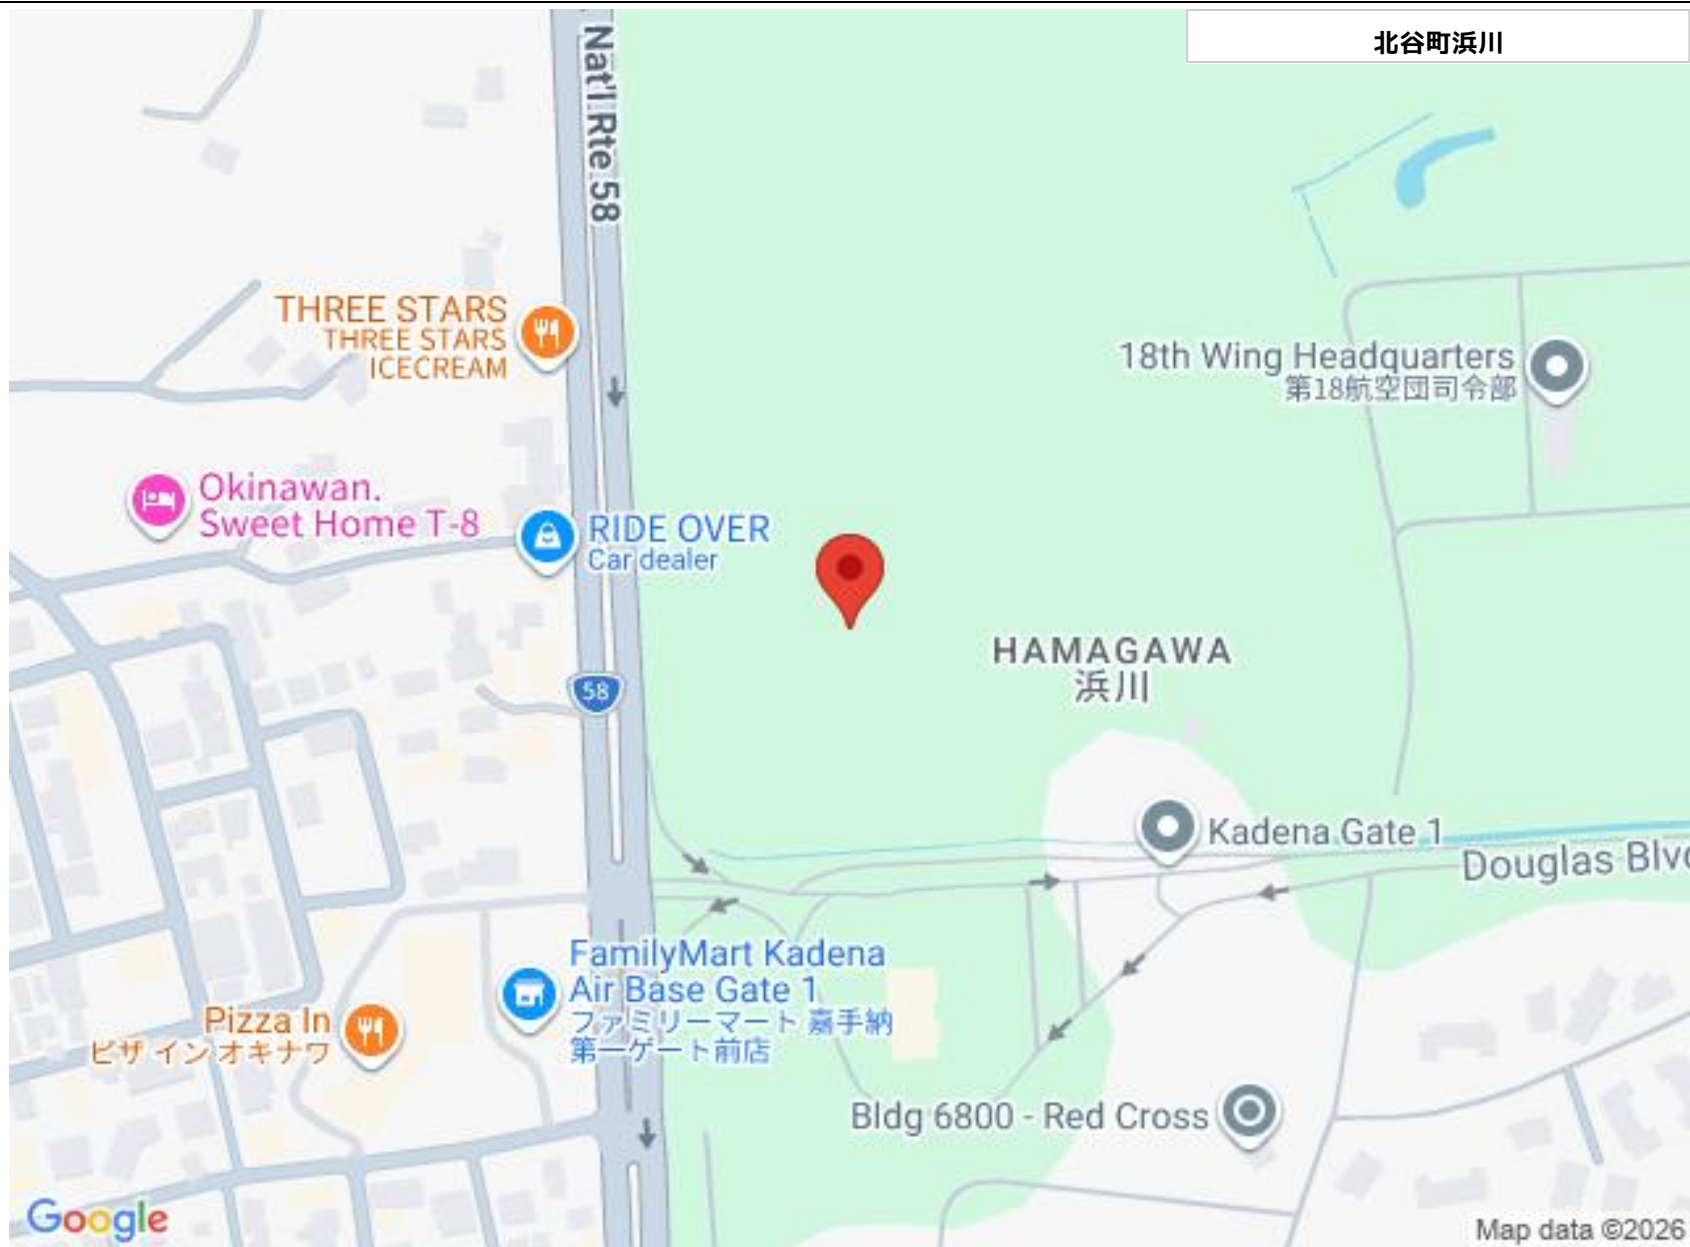 北谷町浜川
Nat'l Rte 58
THREE STARS
THREE STARS
ICECREAM
18th Wing Headquarters
第18航空団司令部
Okinawan.
Sweet Home T-8
RIDE OVER
Car dealer
HAMAGAWA
浜川
58
Kadena Gate 1
Douglas Blvd
FamilyMart Kadena
Air Base Gate 1
ファミリーマート 嘉手納
第一ゲート前店
Pizza In
ピザ イン オキナワ
Bldg 6800 - Red Cross
Google
Map data ©2026